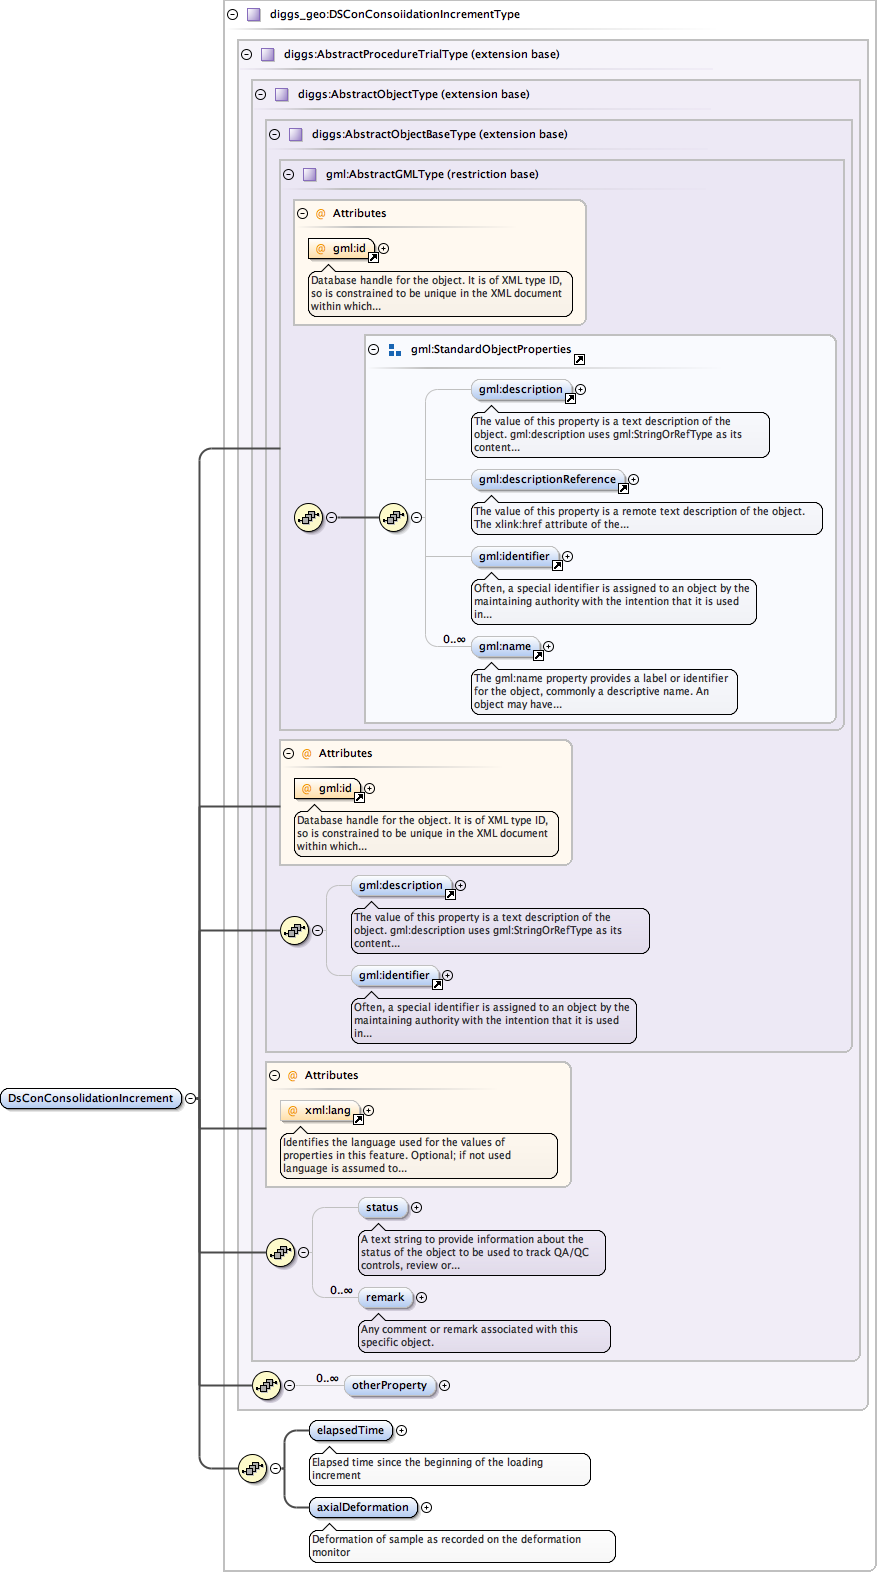 diggs_geo:DSConConsoiidationIncrementType
diggs:AbstractProcedureTrialType (extension base)
diggs:AbstractObjectType (extension base)
diggs:AbstractObjectBaseType (extension base)
gml:AbstractGMLType (restriction base)
@ Attributes
@ gml:id
Database handle for the object. It is of XML type ID,
so is constrained to be unique in the XML document
within which...
gml:StandardObjectProperties
gml:description
The value of this property is a text description of the
object. gml:description uses gml:StringOrRefType as its
content...
gml:descriptionReference
The value of this property is a remote text description of the object.
The xlink:href attribute of the...
gml:identifier
Often, a special identifier is assigned to an object by the
maintaining authority with the intention that it is used
in...
0..∞
gml:name
The gml:name property provides a label or identifier
for the object, commonly a descriptive name. An
object may have...
@ Attributes
@ gml:id
Database handle for the object. It is of XML type ID,
so is constrained to be unique in the XML document
within which...
gml:description
The value of this property is a text description of the
object. gml:description uses gml:StringOrRefType as its
content...
gml:identifier
Often, a special identifier is assigned to an object by the
maintaining authority with the intention that it is used
in...
DsConConsolidationIncrement
@ Attributes
@ xml:lang
Identifies the language used for the values of
properties in this feature. Optional; if not used
language is assumed to...
status
A text string to provide information about the
status of the object to be used to track QA/QC
controls, review or...
0..∞
remark
Any comment or remark associated with this
specific object.
0..∞
otherProperty
elapsedTime
Elapsed time since the beginning of the loading
increment
axialDeformation
Deformation of sample as recorded on the deformation
monitor